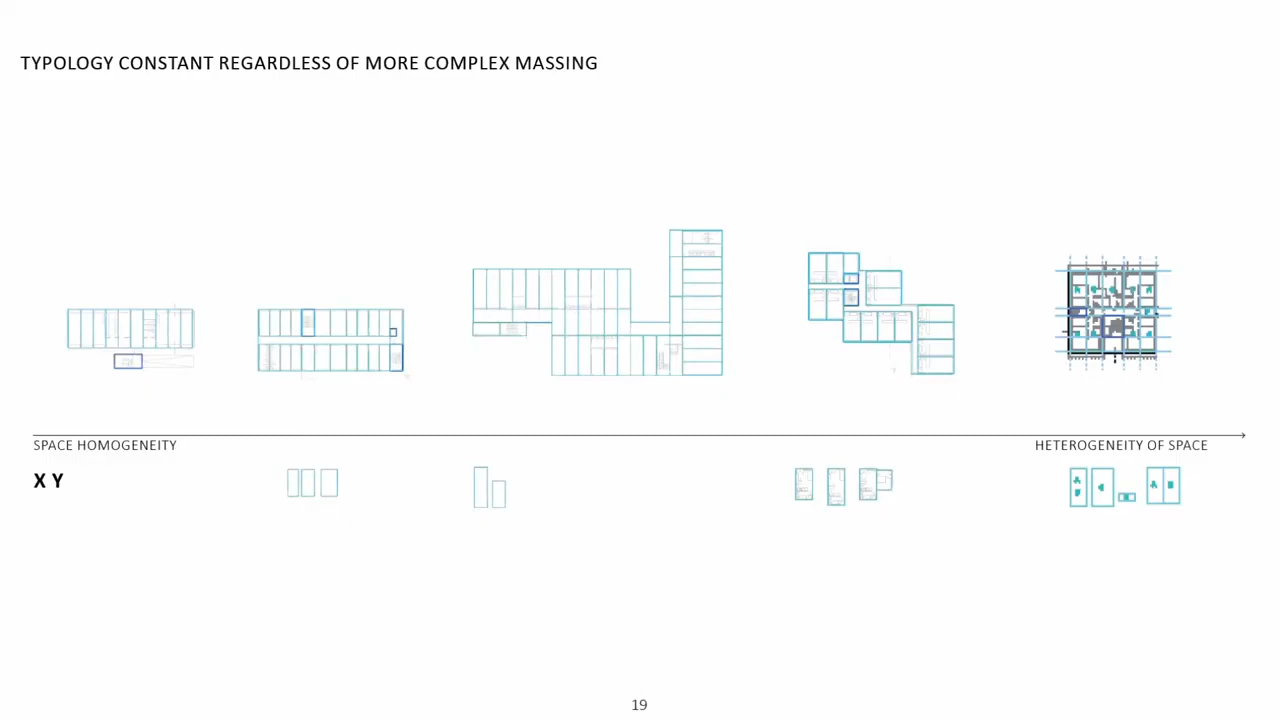 TYPOLOGY CONSTANT REGARDLESS OF MORE COMPLEX MASSING
SPACE HOMOGENEITY
HETEROGENEITY OF SPACE
X Y
19